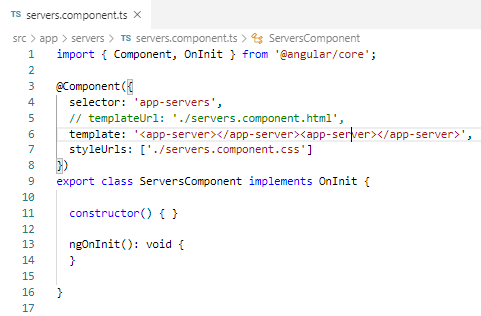 TS servers.component.ts ×
src > app > servers > TS servers.component.ts > ServersComponent
1 import { Component, OnInit } from '@angular/core';
2
3 @Component({
4   selector: 'app-servers',
5   // templateUrl: './servers.component.html',
6   template: '<app-server></app-server><app-server></app-server>',
7   styleUrls: ['./servers.component.css']
8 })
9 export class ServersComponent implements OnInit {
10
11   constructor() { }
12
13   ngOnInit(): void {
14   }
15
16 }
17